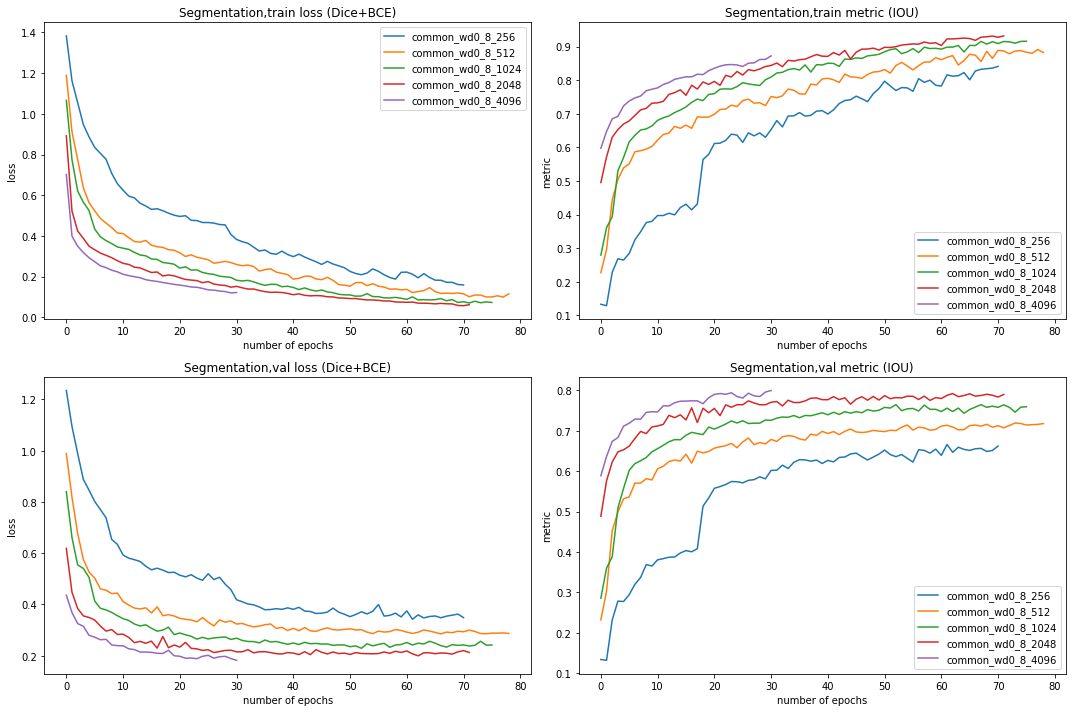 Segmentation,train loss (Dice+BCE)
1.4
1.2
1.0
0.8
0.6
0.4
0.2
0.0
loss
common_wd0_8_256
common_wd0_8_512
common_wd0_8_1024
common_wd0_8_2048
common_wd0_8_4096
0 10 20 30 40 50 60 70 80
number of epochs
Segmentation,train metric (IOU)
0.9
0.8
0.7
0.6
0.5
0.4
0.3
0.2
0.1
metric
common_wd0_8_256
common_wd0_8_512
common_wd0_8_1024
common_wd0_8_2048
common_wd0_8_4096
0 10 20 30 40 50 60 70 80
number of epochs
Segmentation,val loss (Dice+BCE)
1.2
1.0
0.8
0.6
0.4
0.2
loss
0 10 20 30 40 50 60 70 80
number of epochs
Segmentation,val metric (IOU)
0.8
0.7
0.6
0.5
0.4
0.3
0.2
0.1
metric
common_wd0_8_256
common_wd0_8_512
common_wd0_8_1024
common_wd0_8_2048
common_wd0_8_4096
0 10 20 30 40 50 60 70 80
number of epochs